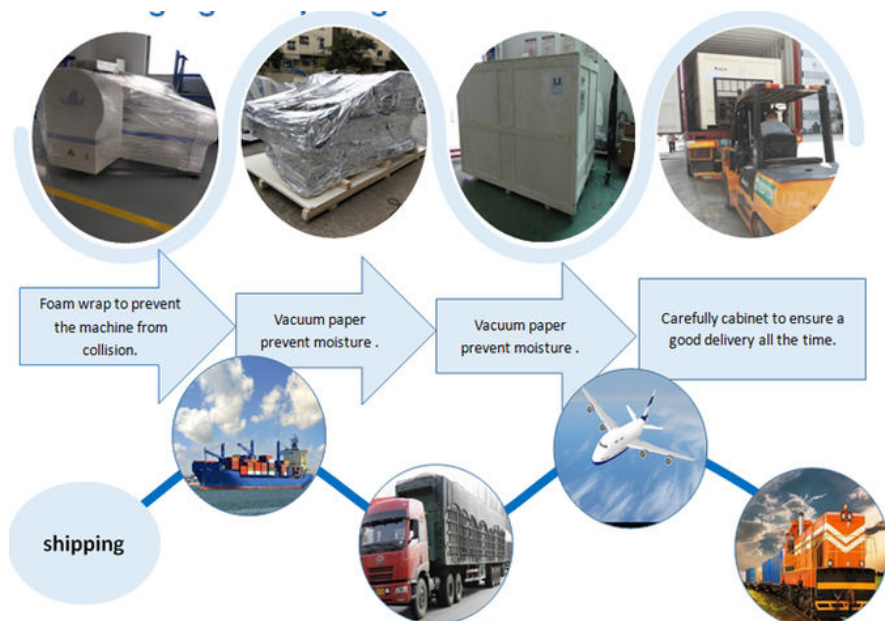 Foam wrap to prevent
the machine from
collision.
Vacuum paper
prevent moisture .
Vacuum paper
prevent moisture .
Carefully cabinet to ensure a
good delivery all the time.
shipping